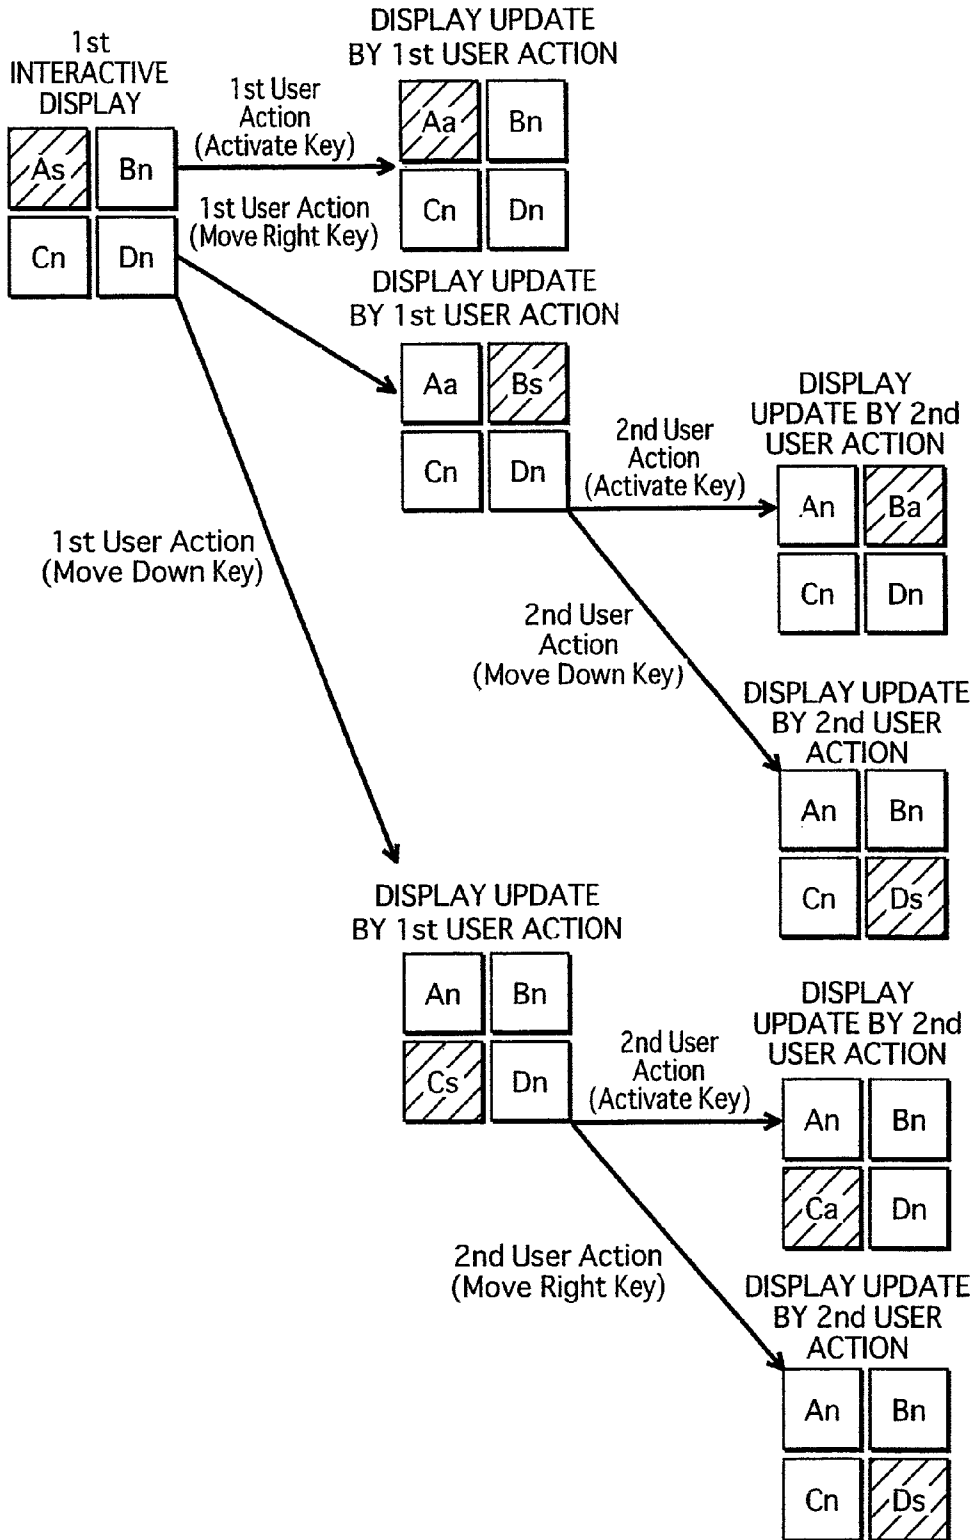 1st
INTERACTIVE
DISPLAY
As Bn
Cn Dn
1st User
Action
(Activate Key)
DISPLAY UPDATE
BY 1st USER ACTION
Aa Bn
Cn Dn
1st User Action
(Move Right Key)
DISPLAY UPDATE
BY 1st USER ACTION
Aa Bs
Cn Dn
2nd User
Action
(Activate Key)
DISPLAY
UPDATE BY 2nd
USER ACTION
An Ba
Cn Dn
2nd User
Action
(Move Down Key)
DISPLAY UPDATE
BY 2nd USER
ACTION
An Bn
Cn Ds
1st User Action
(Move Down Key)
DISPLAY UPDATE
BY 1st USER ACTION
An Bn
Cs Dn
2nd User
Action
(Activate Key)
DISPLAY
UPDATE BY 2nd
USER ACTION
An Bn
Ca Dn
2nd User Action
(Move Right Key)
DISPLAY UPDATE
BY 2nd USER
ACTION
An Bn
Cn Ds